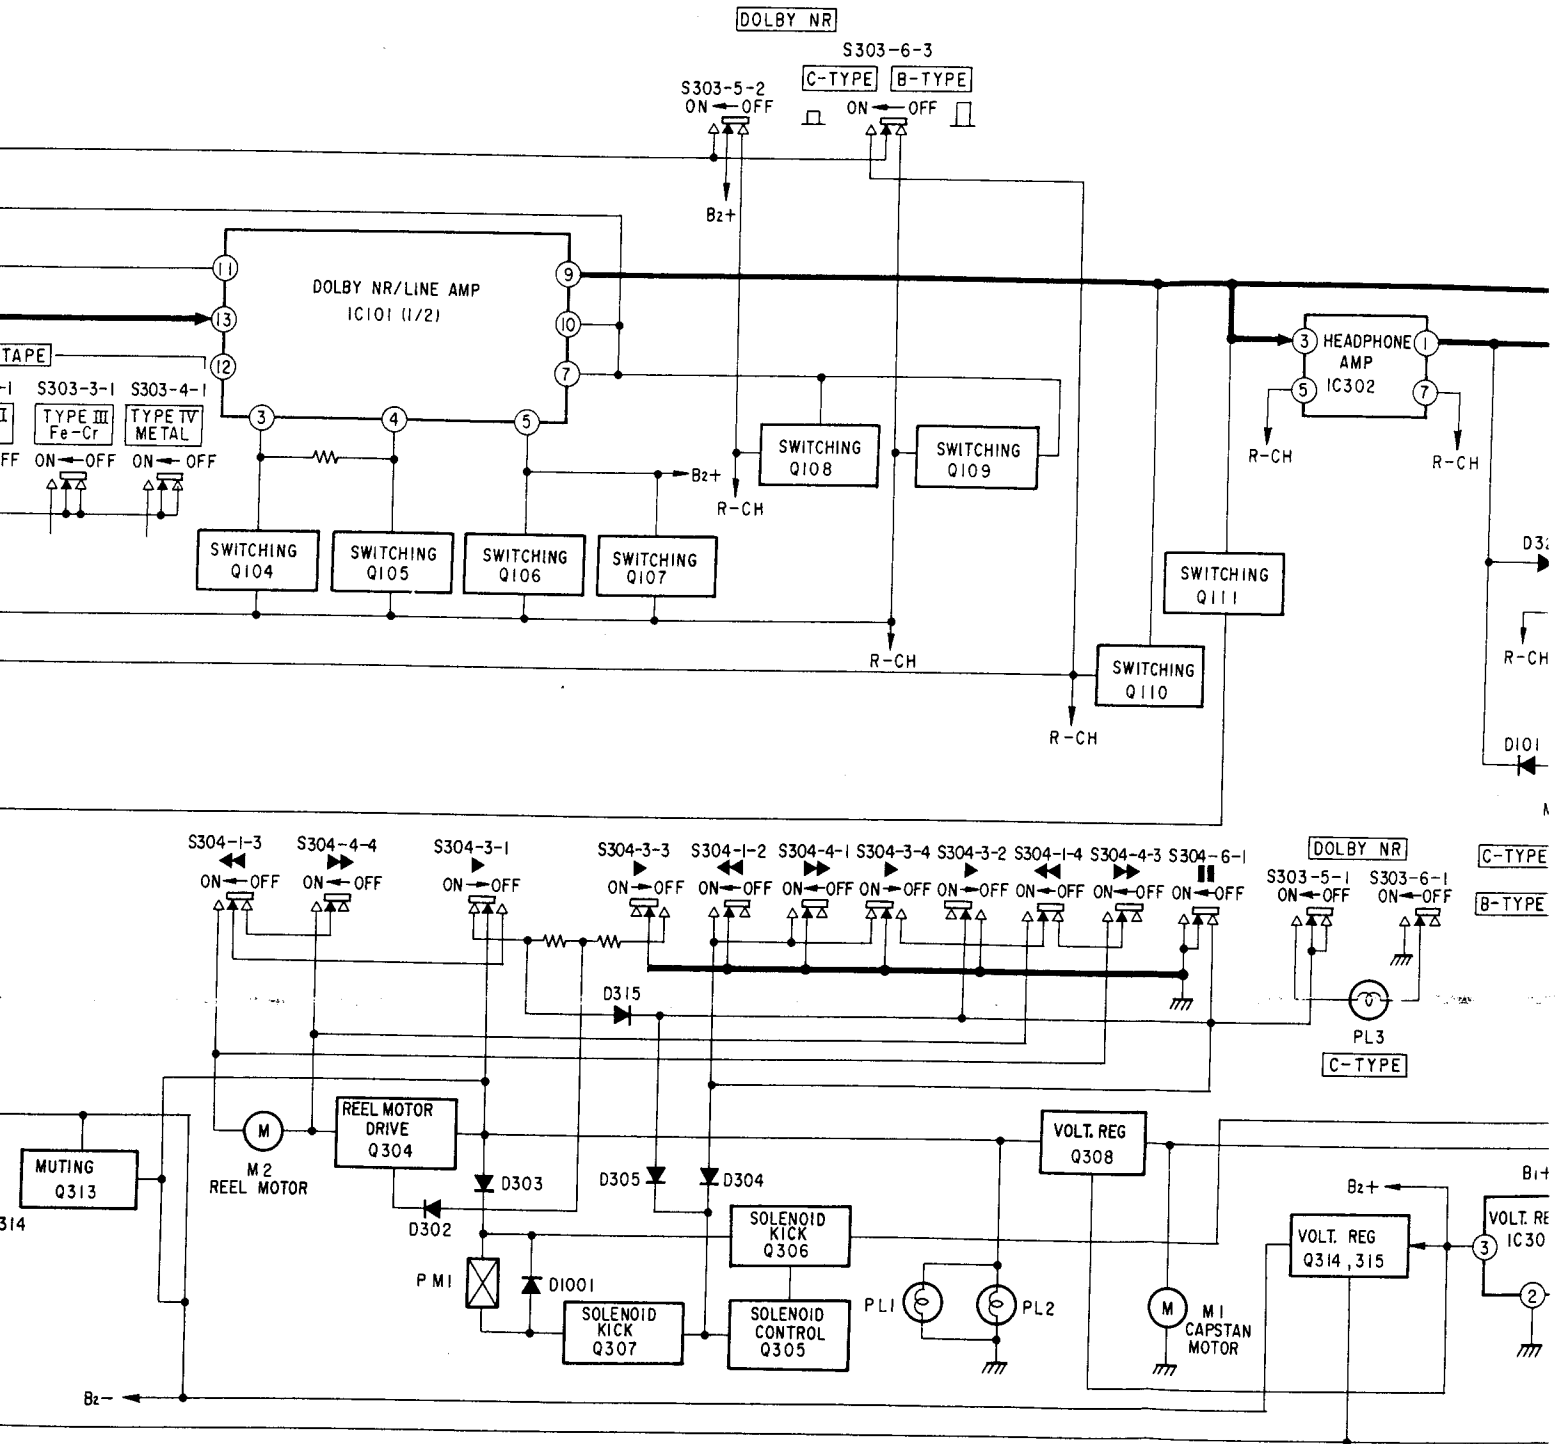 DOLBY NR
S303-6-3
C-TYPE B-TYPE
S303-5-2
ON OFF
ON OFF
B2+
11
13
12
DOLBY NR/LINE AMP
IC101 (1/2)
9
10
7
3
4
5
TAPE
-1 S303-3-1 S303-4-1
I TYPE III TYPE IV
Fe-Cr METAL
FF ON OFF ON OFF
3 HEADPHONE 1
AMP
5 IC302 7
R-CH
R-CH
SWITCHING
Q108
SWITCHING
Q109
B2+
R-CH
SWITCHING
Q104
SWITCHING
Q105
SWITCHING
Q106
SWITCHING
Q107
SWITCHING
Q111
D32
R-CH
R-CH
SWITCHING
Q110
R-CH
D101
S304-1-3 S304-4-4 S304-3-1 S304-3-3 S304-1-2 S304-4-1 S304-3-4 S304-3-2 S304-1-4 S304-4-3 S304-6-1
ON OFF ON OFF ON OFF ON OFF ON OFF ON OFF ON OFF ON OFF ON OFF ON OFF ON OFF
DOLBY NR
S303-5-1 S303-6-1
ON OFF ON OFF
C-TYPE
B-TYPE
D315
PL3
C-TYPE
MUTING
Q313
314
M
M2
REEL MOTOR
REEL MOTOR
DRIVE
Q304
D303
D302
D305
D304
VOLT. REG
Q308
SOLENOID
KICK
Q306
PM1
D1001
SOLENOID
KICK
Q307
SOLENOID
CONTROL
Q305
PL1
PL2
M
M1
CAPSTAN
MOTOR
B2+
B1+
VOLT. REG
Q314,315
VOLT. RE
IC30
3
2
B2-